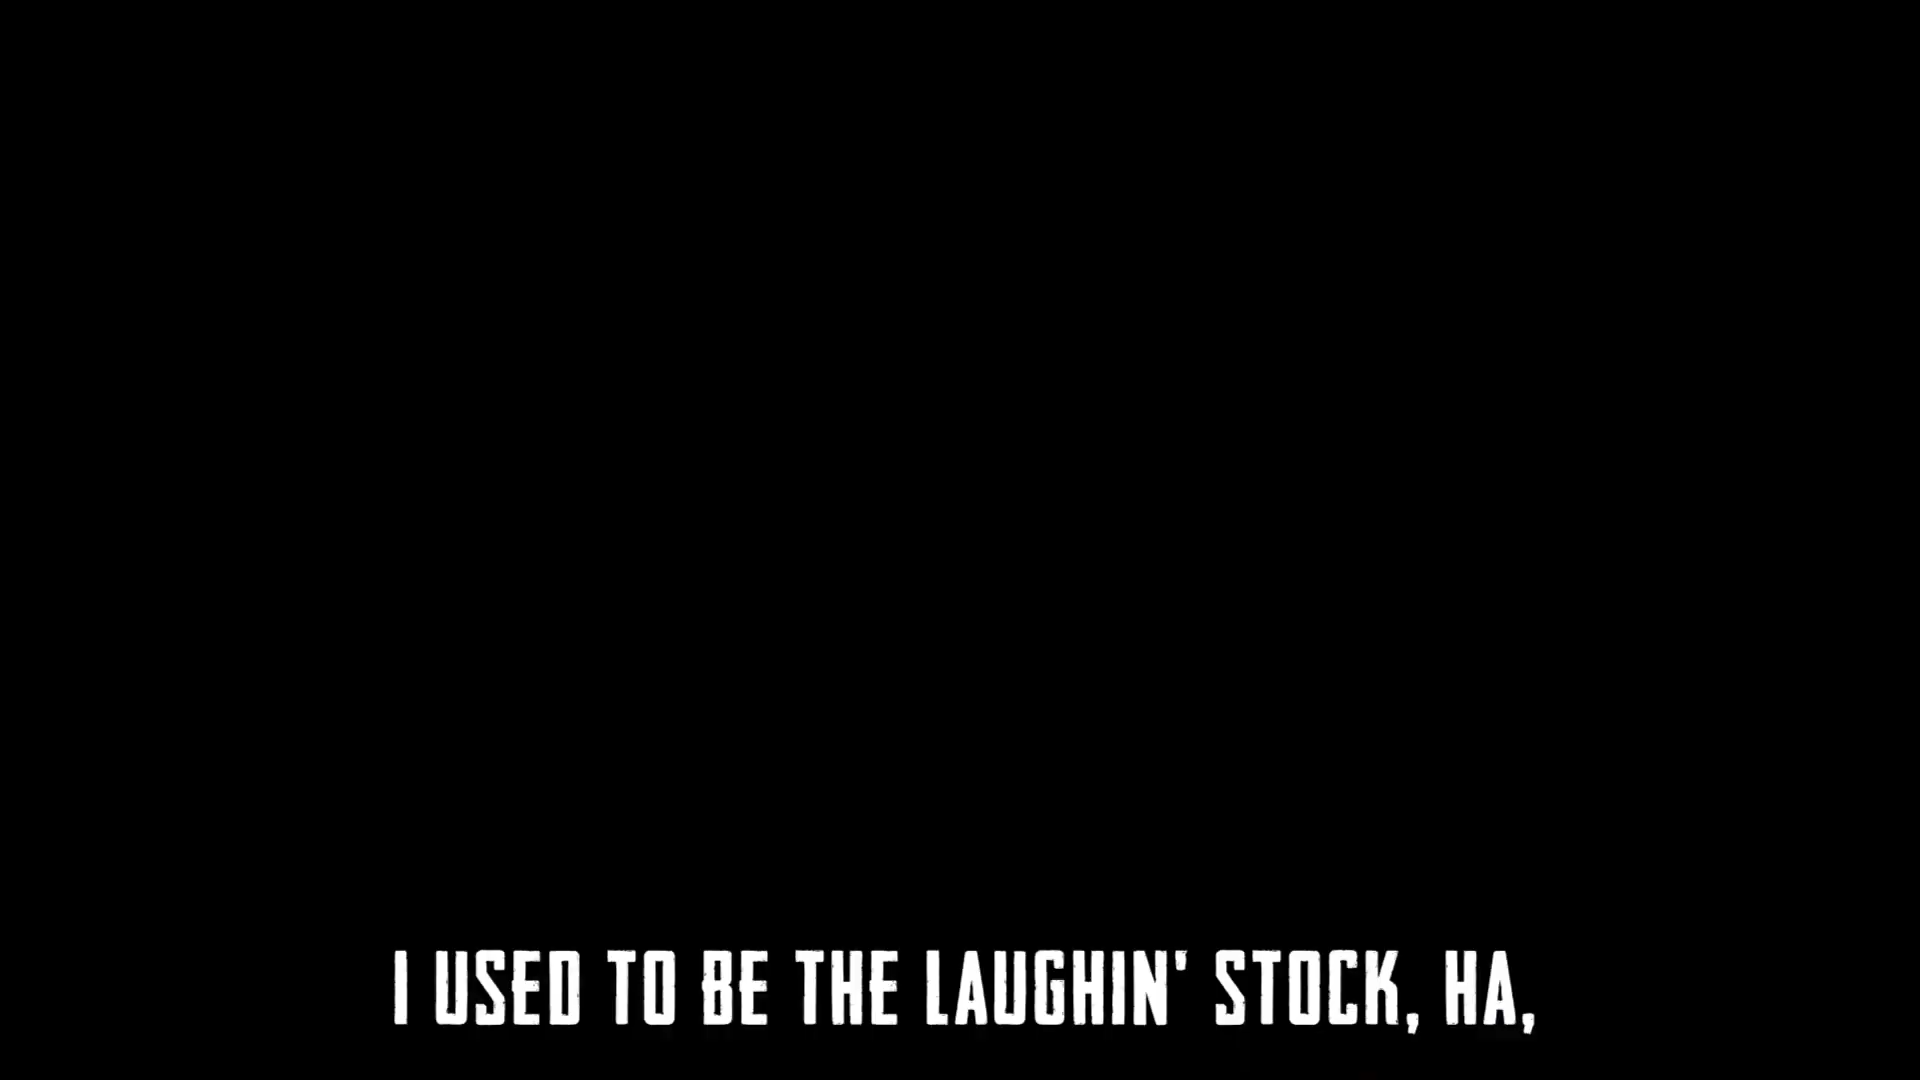 I USED TO BE THE LAUGHIN' STOCK, HA,